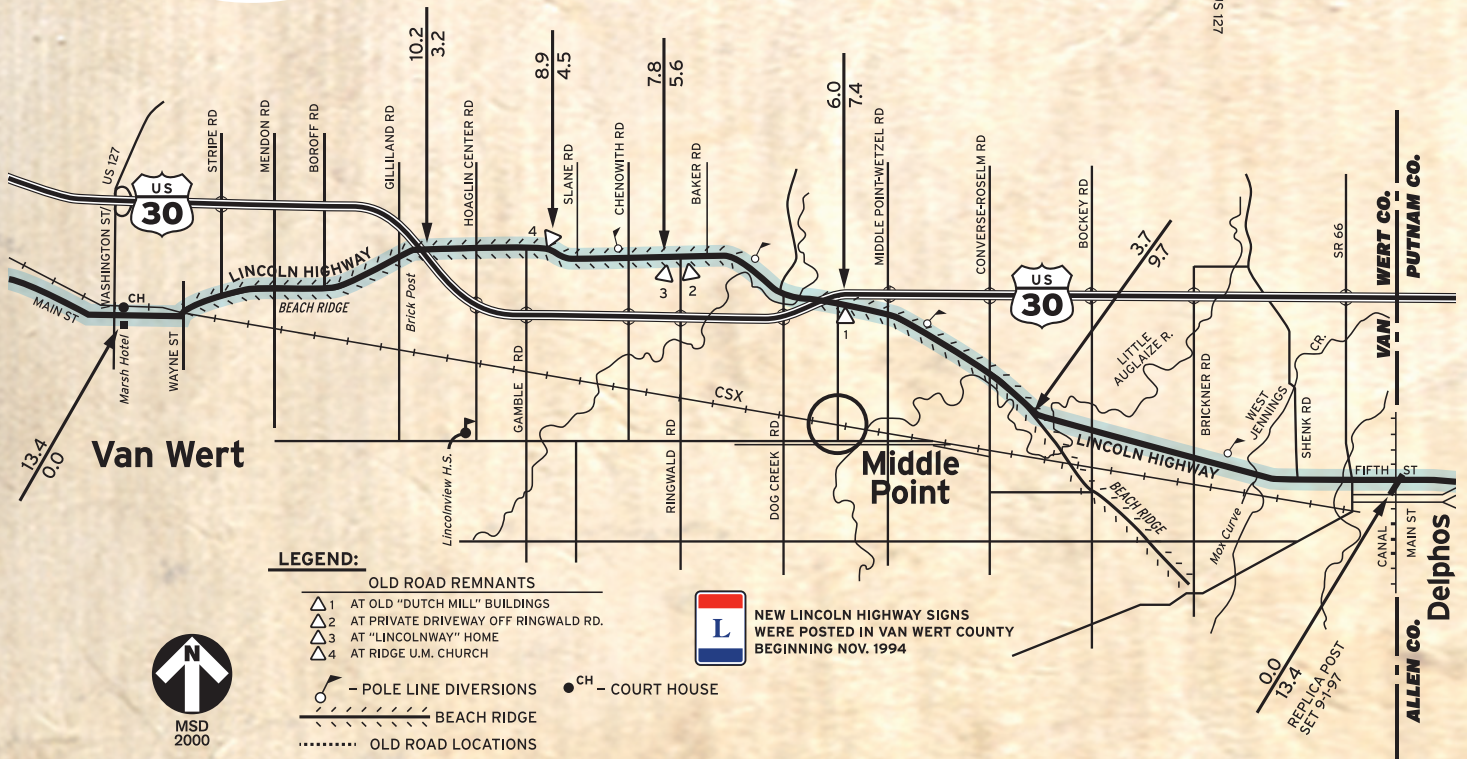 US 127
10.2
3.2
8.9
4.5
7.8
5.6
6.0
7.4
US 127
STRIPE RD
MENDON RD
BOROFF RD
GILLILAND RD
HOAGLIN CENTER RD
SLANE RD
CHENOWITH RD
BAKER RD
MIDDLE POINT-WETZEL RD
CONVERSE-ROSELM RD
BOCKEY RD
SR 66
VAN WERT CO.
PUTNAM CO.
US
30
WASHINGTON ST/
4
3
2
1
3.7
9.7
US
30
LINCOLN HIGHWAY
BEACH RIDGE
Brick Post
MAIN ST
CH
Marsh Hotel
WAYNE ST
13.4
0.0
Van Wert
GAMBLE RD
CSX
LITTLE
AUGLAIZE R.
BRICKNER RD
WEST
JENNINGS
CR.
SHENK RD
Lincolnview H.S.
RINGWALD RD
DOG CREEK RD
Middle
Point
LINCOLN HIGHWAY
BEACH RIDGE
Mox Curve
FIFTH ST
CANAL
MAIN ST
Delphos
0.0
13.4
REPLICA POST
SET 9-1-97
ALLEN CO.
LEGEND:
OLD ROAD REMNANTS
1 AT OLD "DUTCH MILL" BUILDINGS
2 AT PRIVATE DRIVEWAY OFF RINGWALD RD.
3 AT "LINCOLNWAY" HOME
4 AT RIDGE U.M. CHURCH
– POLE LINE DIVERSIONS
CH – COURT HOUSE
BEACH RIDGE
OLD ROAD LOCATIONS
L
NEW LINCOLN HIGHWAY SIGNS
WERE POSTED IN VAN WERT COUNTY
BEGINNING NOV. 1994
N
MSD
2000